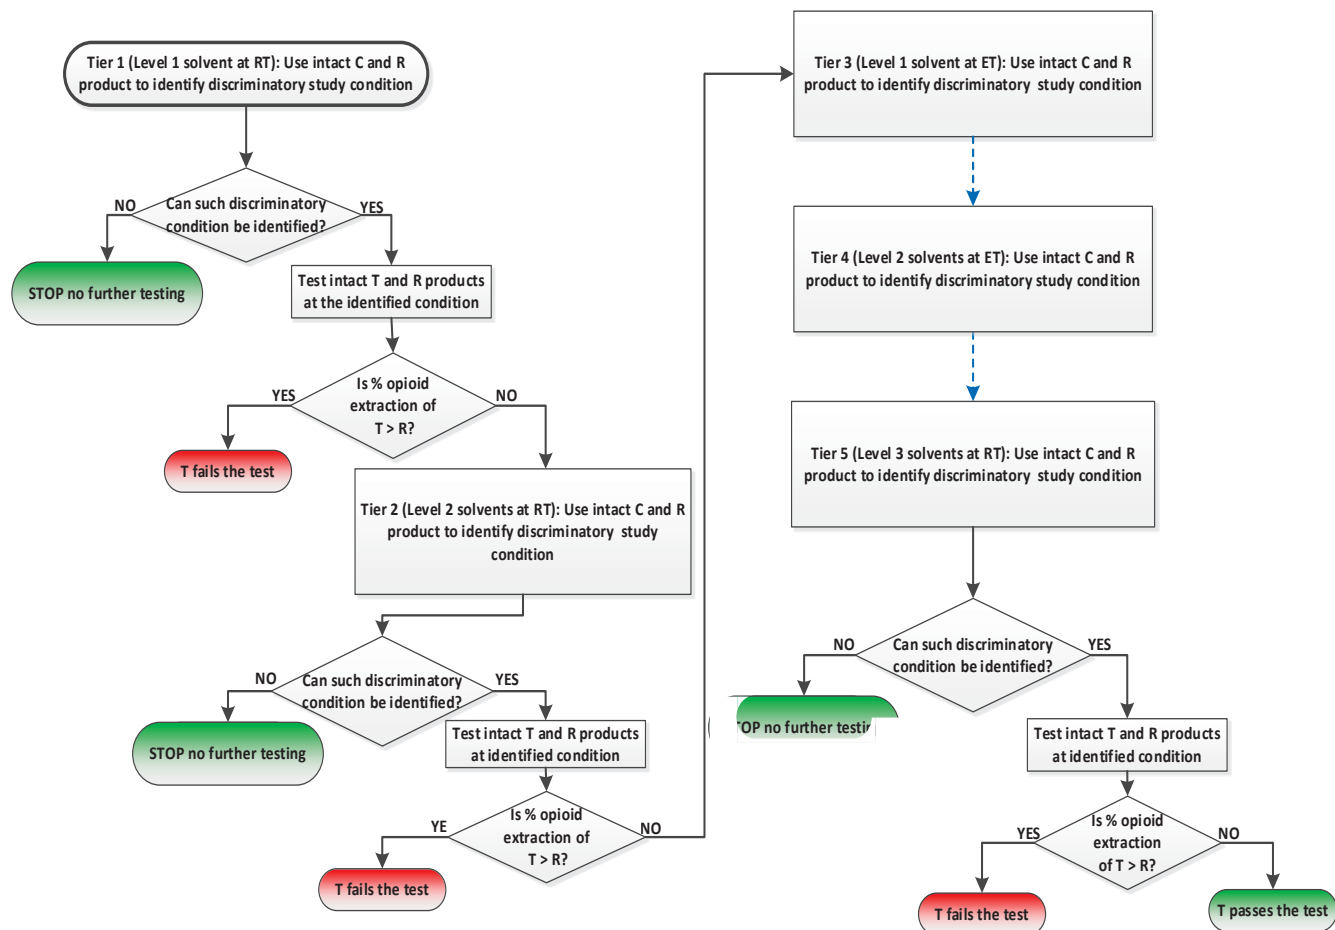 Tier 1 (Level 1 solvent at RT): Use intact C and R
product to identify discriminatory study condition
Can such discriminatory
condition be identified?
NO
YES
STOP no further testing
Test intact T and R products
at the identified condition
Is % opioid
extraction of
T > R?
YES
NO
T fails the test
Tier 2 (Level 2 solvents at RT): Use intact C and R
product to identify discriminatory study
condition
Can such discriminatory
condition be identified?
NO
YES
STOP no further testing
Test intact T and R products
at identified condition
Is % opioid
extraction of
T > R?
YE
NO
T fails the test
Tier 3 (Level 1 solvent at ET): Use intact C and R
product to identify discriminatory study condition
Tier 4 (Level 2 solvents at ET): Use intact C and R
product to identify discriminatory study condition
Tier 5 (Level 3 solvents at RT): Use intact C and R
product to identify discriminatory study condition
Can such discriminatory
condition be identified?
NO
YES
TOP no further testin
Test intact T and R products
at identified condition
Is % opioid
extraction
of T > R?
YES
NO
T fails the test
T passes the test